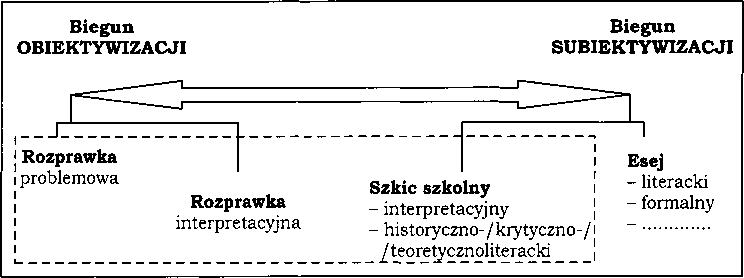 Biegun
OBIEKTYWIZACJI
Biegun
SUBIEKTYWIZACJI
Rozprawka
problemowa
Rozprawka
interpretacyjna
Szkic szkolny
– interpretacyjny
– historyczno-/krytyczno-/
/teoretycznoliteracki
Esej
– literacki
– formalny
– .............